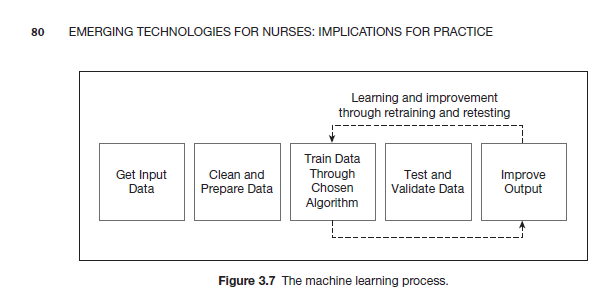 80 EMERGING TECHNOLOGIES FOR NURSES: IMPLICATIONS FOR PRACTICE
Learning and improvement
through retraining and retesting
Get Input
Data
Clean and
Prepare Data
Train Data
Through
Chosen
Algorithm
Test and
Validate Data
Improve
Output
Figure 3.7 The machine learning process.